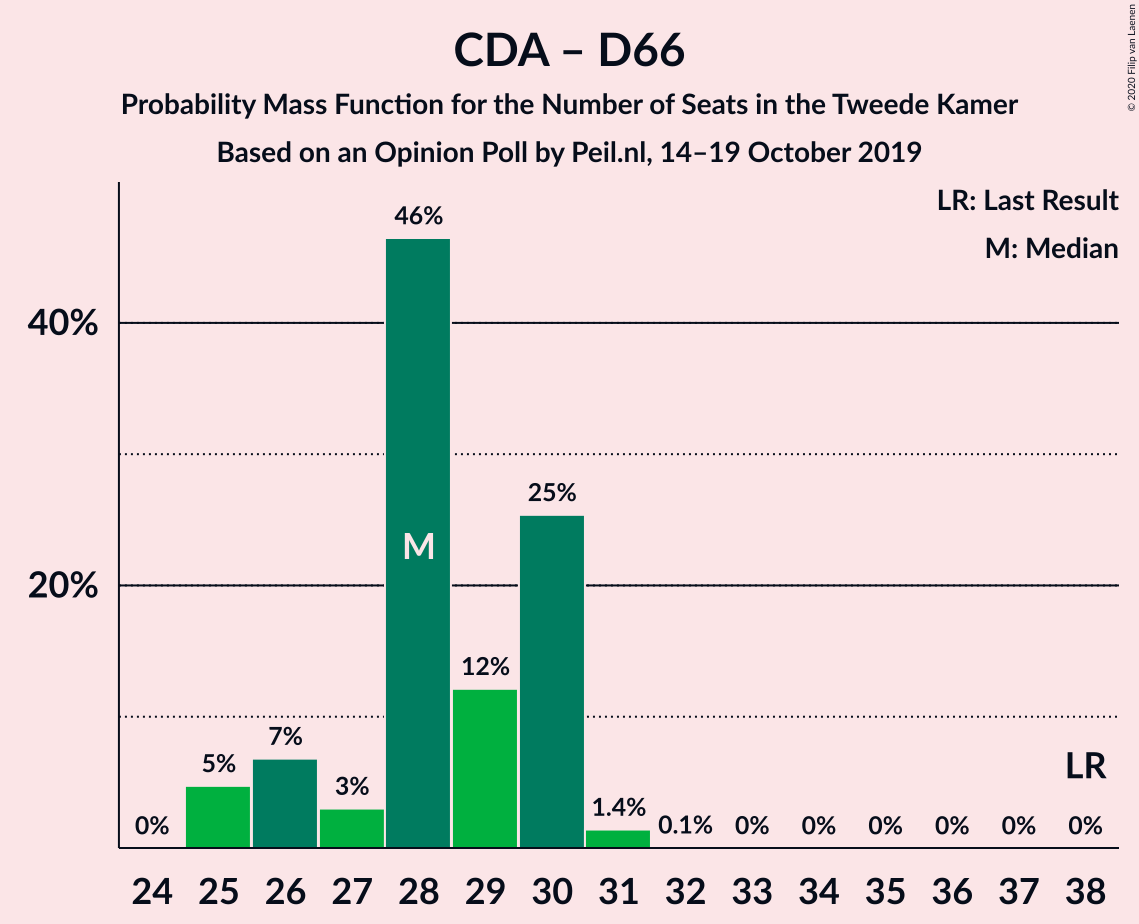 CDA – D66
Probability Mass Function for the Number of Seats in the Tweede Kamer
Based on an Opinion Poll by Peil.nl, 14–19 October 2019
© 2020 Filip van Laenen
LR: Last Result
M: Median
46%
40%
25%
M
20%
12%
7%
5%
3%
LR
0%
1.4%
0.1%
0%
0%
0%
0%
0%
0%
24 25 26 27 28 29 30 31 32 33 34 35 36 37 38